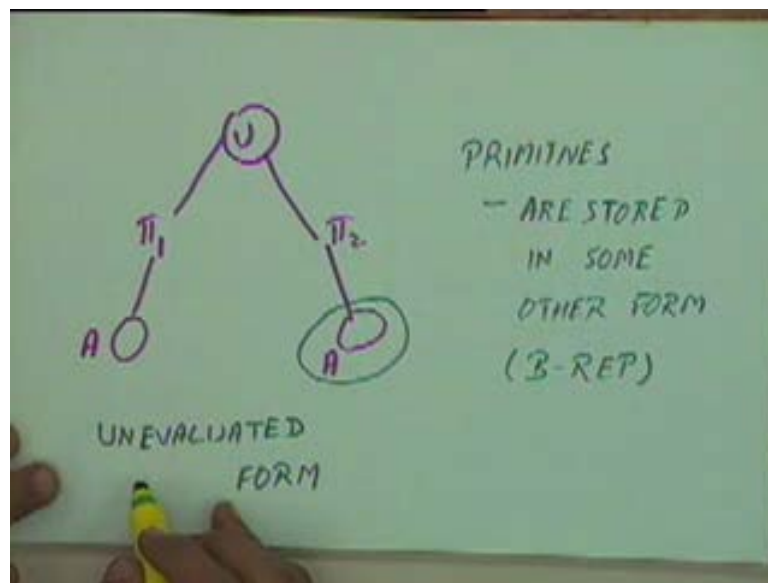 U
π₁ π₂
A A
UNEVALUATED
FORM
PRIMITIVES
- ARE STORED
IN SOME
OTHER FORM
(B-REP)